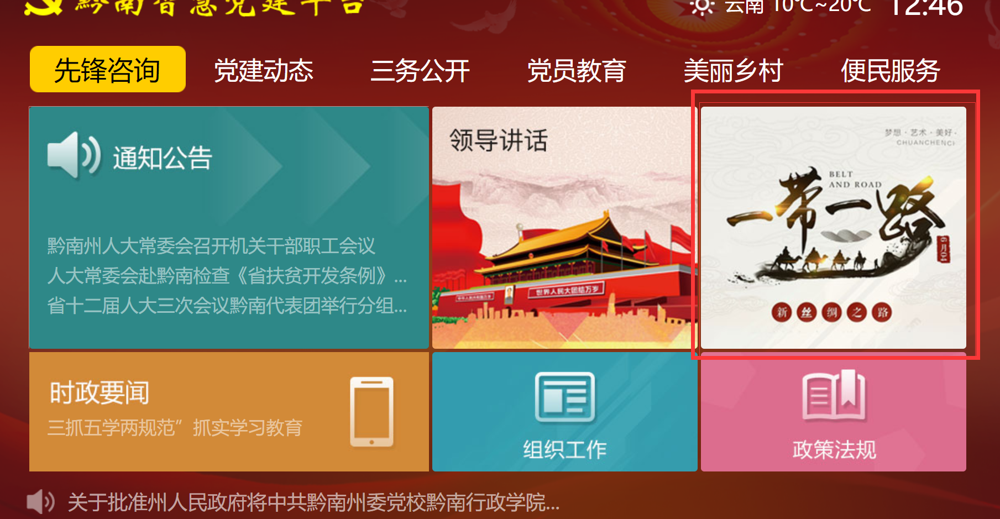 黔南智慧党建平台
云南 10℃~20℃ 12:46
先锋咨询 党建动态 三务公开 党员教育 美丽乡村 便民服务
通知公告
黔南州人大常委会召开机关干部职工会议
人大常委会赴黔南检查《省扶贫开发条例》...
省十二届人大三次会议黔南代表团举行分组...
领导讲话
世界人民大团结万岁
梦想·艺术·美好·
CHUANCHENG
BELT
AND ROAD
一带一路
新丝绸之路
时政要闻
三抓五学两规范”抓实学习教育
组织工作
政策法规
关于批准州人民政府将中共黔南州委党校黔南行政学院...